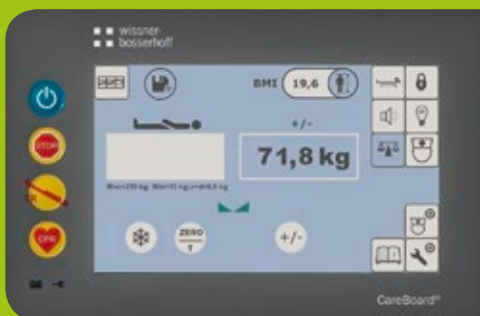 wissner
bosserhoff
BMI
19,6
+/-
71,8 kg
STOP
CPR
ZERO
T
+/-
CareBoard®